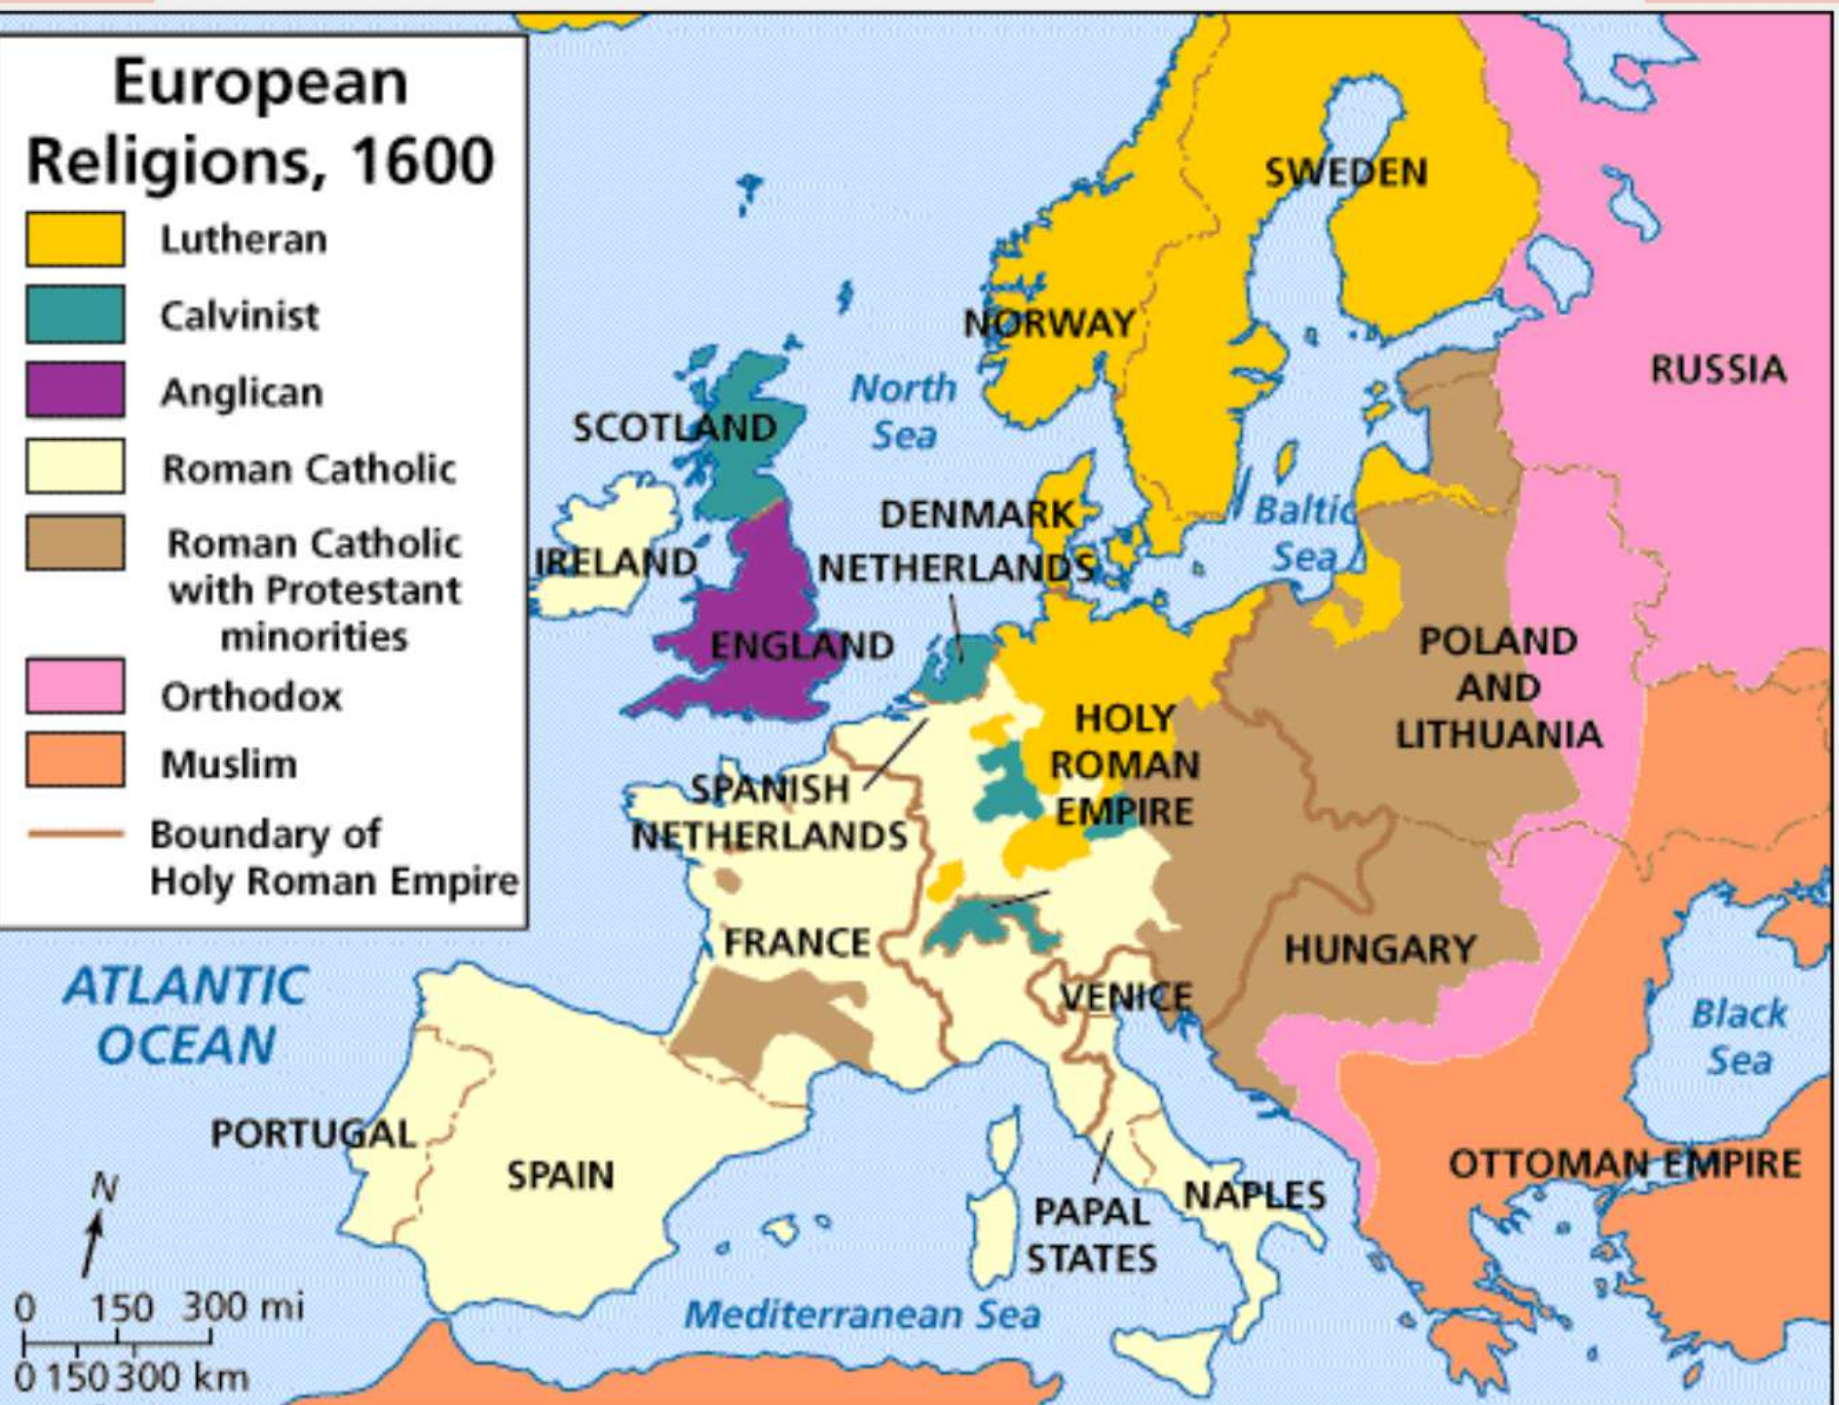 European
Religions, 1600
Lutheran
Calvinist
Anglican
Roman Catholic
Roman Catholic
with Protestant
minorities
Orthodox
Muslim
Boundary of
Holy Roman Empire
SWEDEN
NORWAY
RUSSIA
North
Sea
SCOTLAND
DENMARK
Baltic
Sea
IRELAND
NETHERLANDS
ENGLAND
POLAND
AND
LITHUANIA
HOLY
ROMAN
EMPIRE
SPANISH
NETHERLANDS
FRANCE
HUNGARY
VENICE
ATLANTIC
OCEAN
Black
Sea
PORTUGAL
SPAIN
OTTOMAN EMPIRE
NAPLES
PAPAL
STATES
Mediterranean Sea
N
0 150 300 mi
0 150 300 km